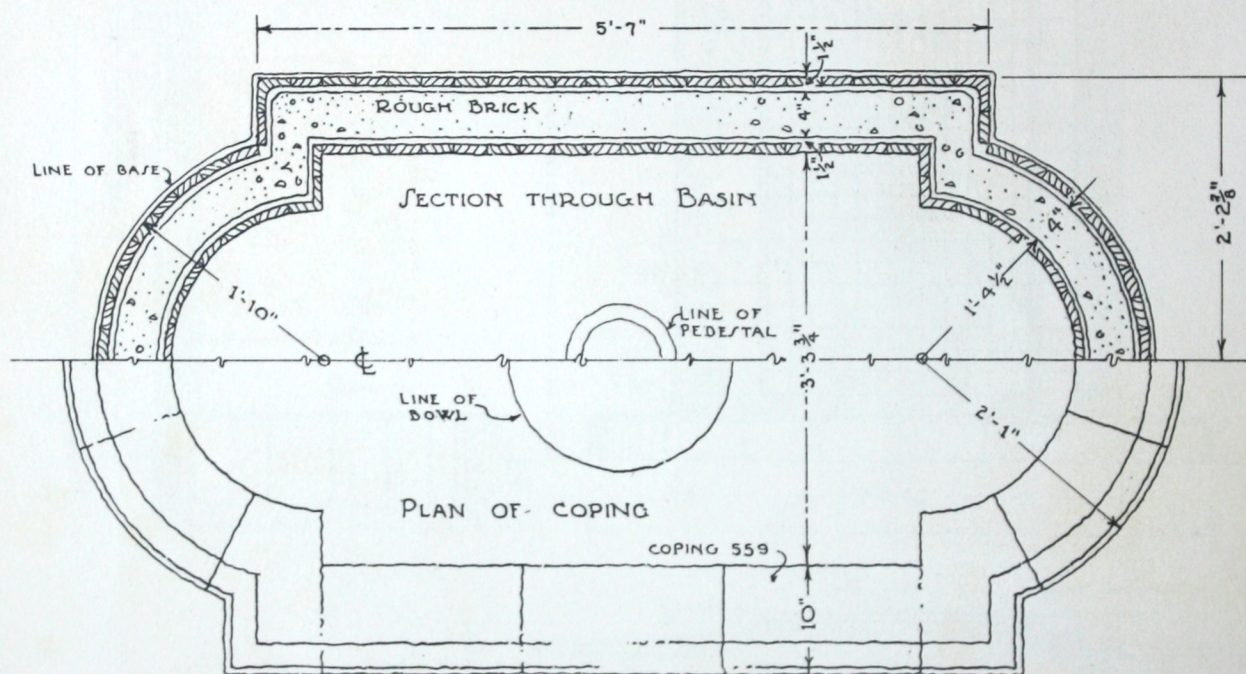 5'-7"
1½"
ROUGH BRICK
4"
LINE OF BASE
1½"
SECTION THROUGH BASIN
2'-2⅜"
4"
1'-10"
1'-4½"
LINE OF
PEDESTAL
3'-3¾"
℄
LINE OF
BOWL
2'-1"
PLAN OF COPING
COPING 559
10"